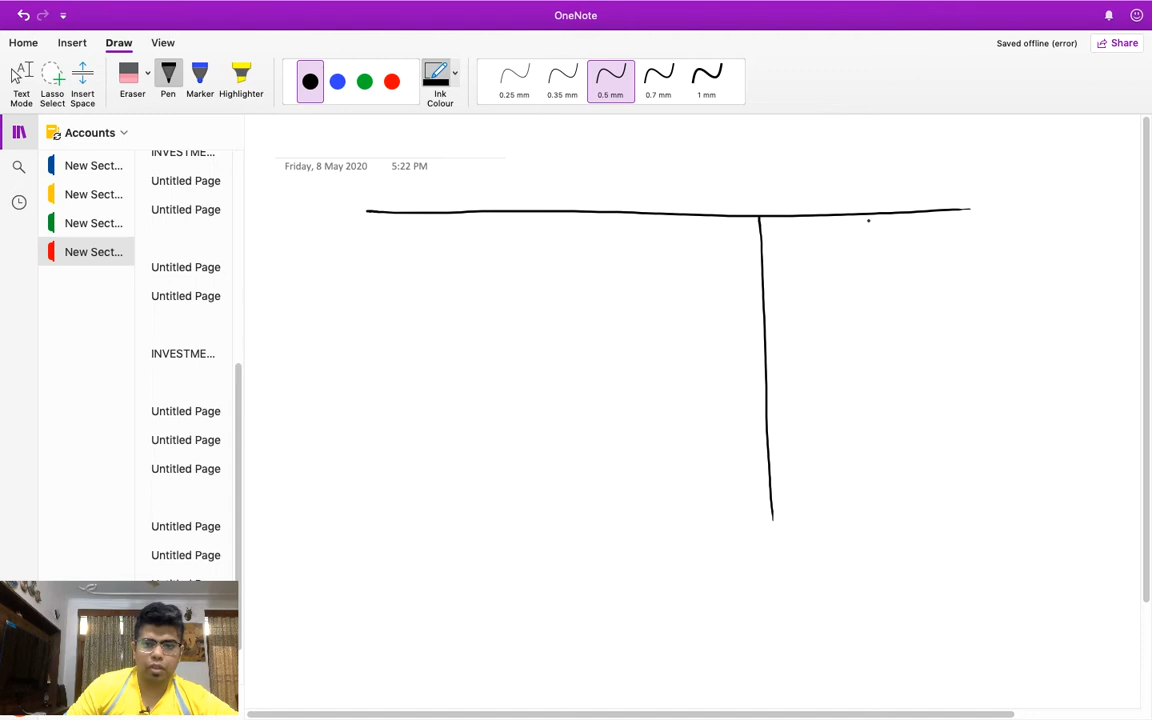 OneNote
Home Insert Draw View
Saved offline (error) Share
Text Mode
Lasso Select
Insert Space
Eraser
Pen
Marker
Highlighter
Ink Colour
0.25 mm
0.35 mm
0.5 mm
0.7 mm
1 mm
Accounts
New Sect...
New Sect...
New Sect...
New Sect...
INVESTME...
Untitled Page
Untitled Page
Untitled Page
Untitled Page
INVESTME...
Untitled Page
Untitled Page
Untitled Page
Untitled Page
Untitled Page
Friday, 8 May 2020 5:22 PM